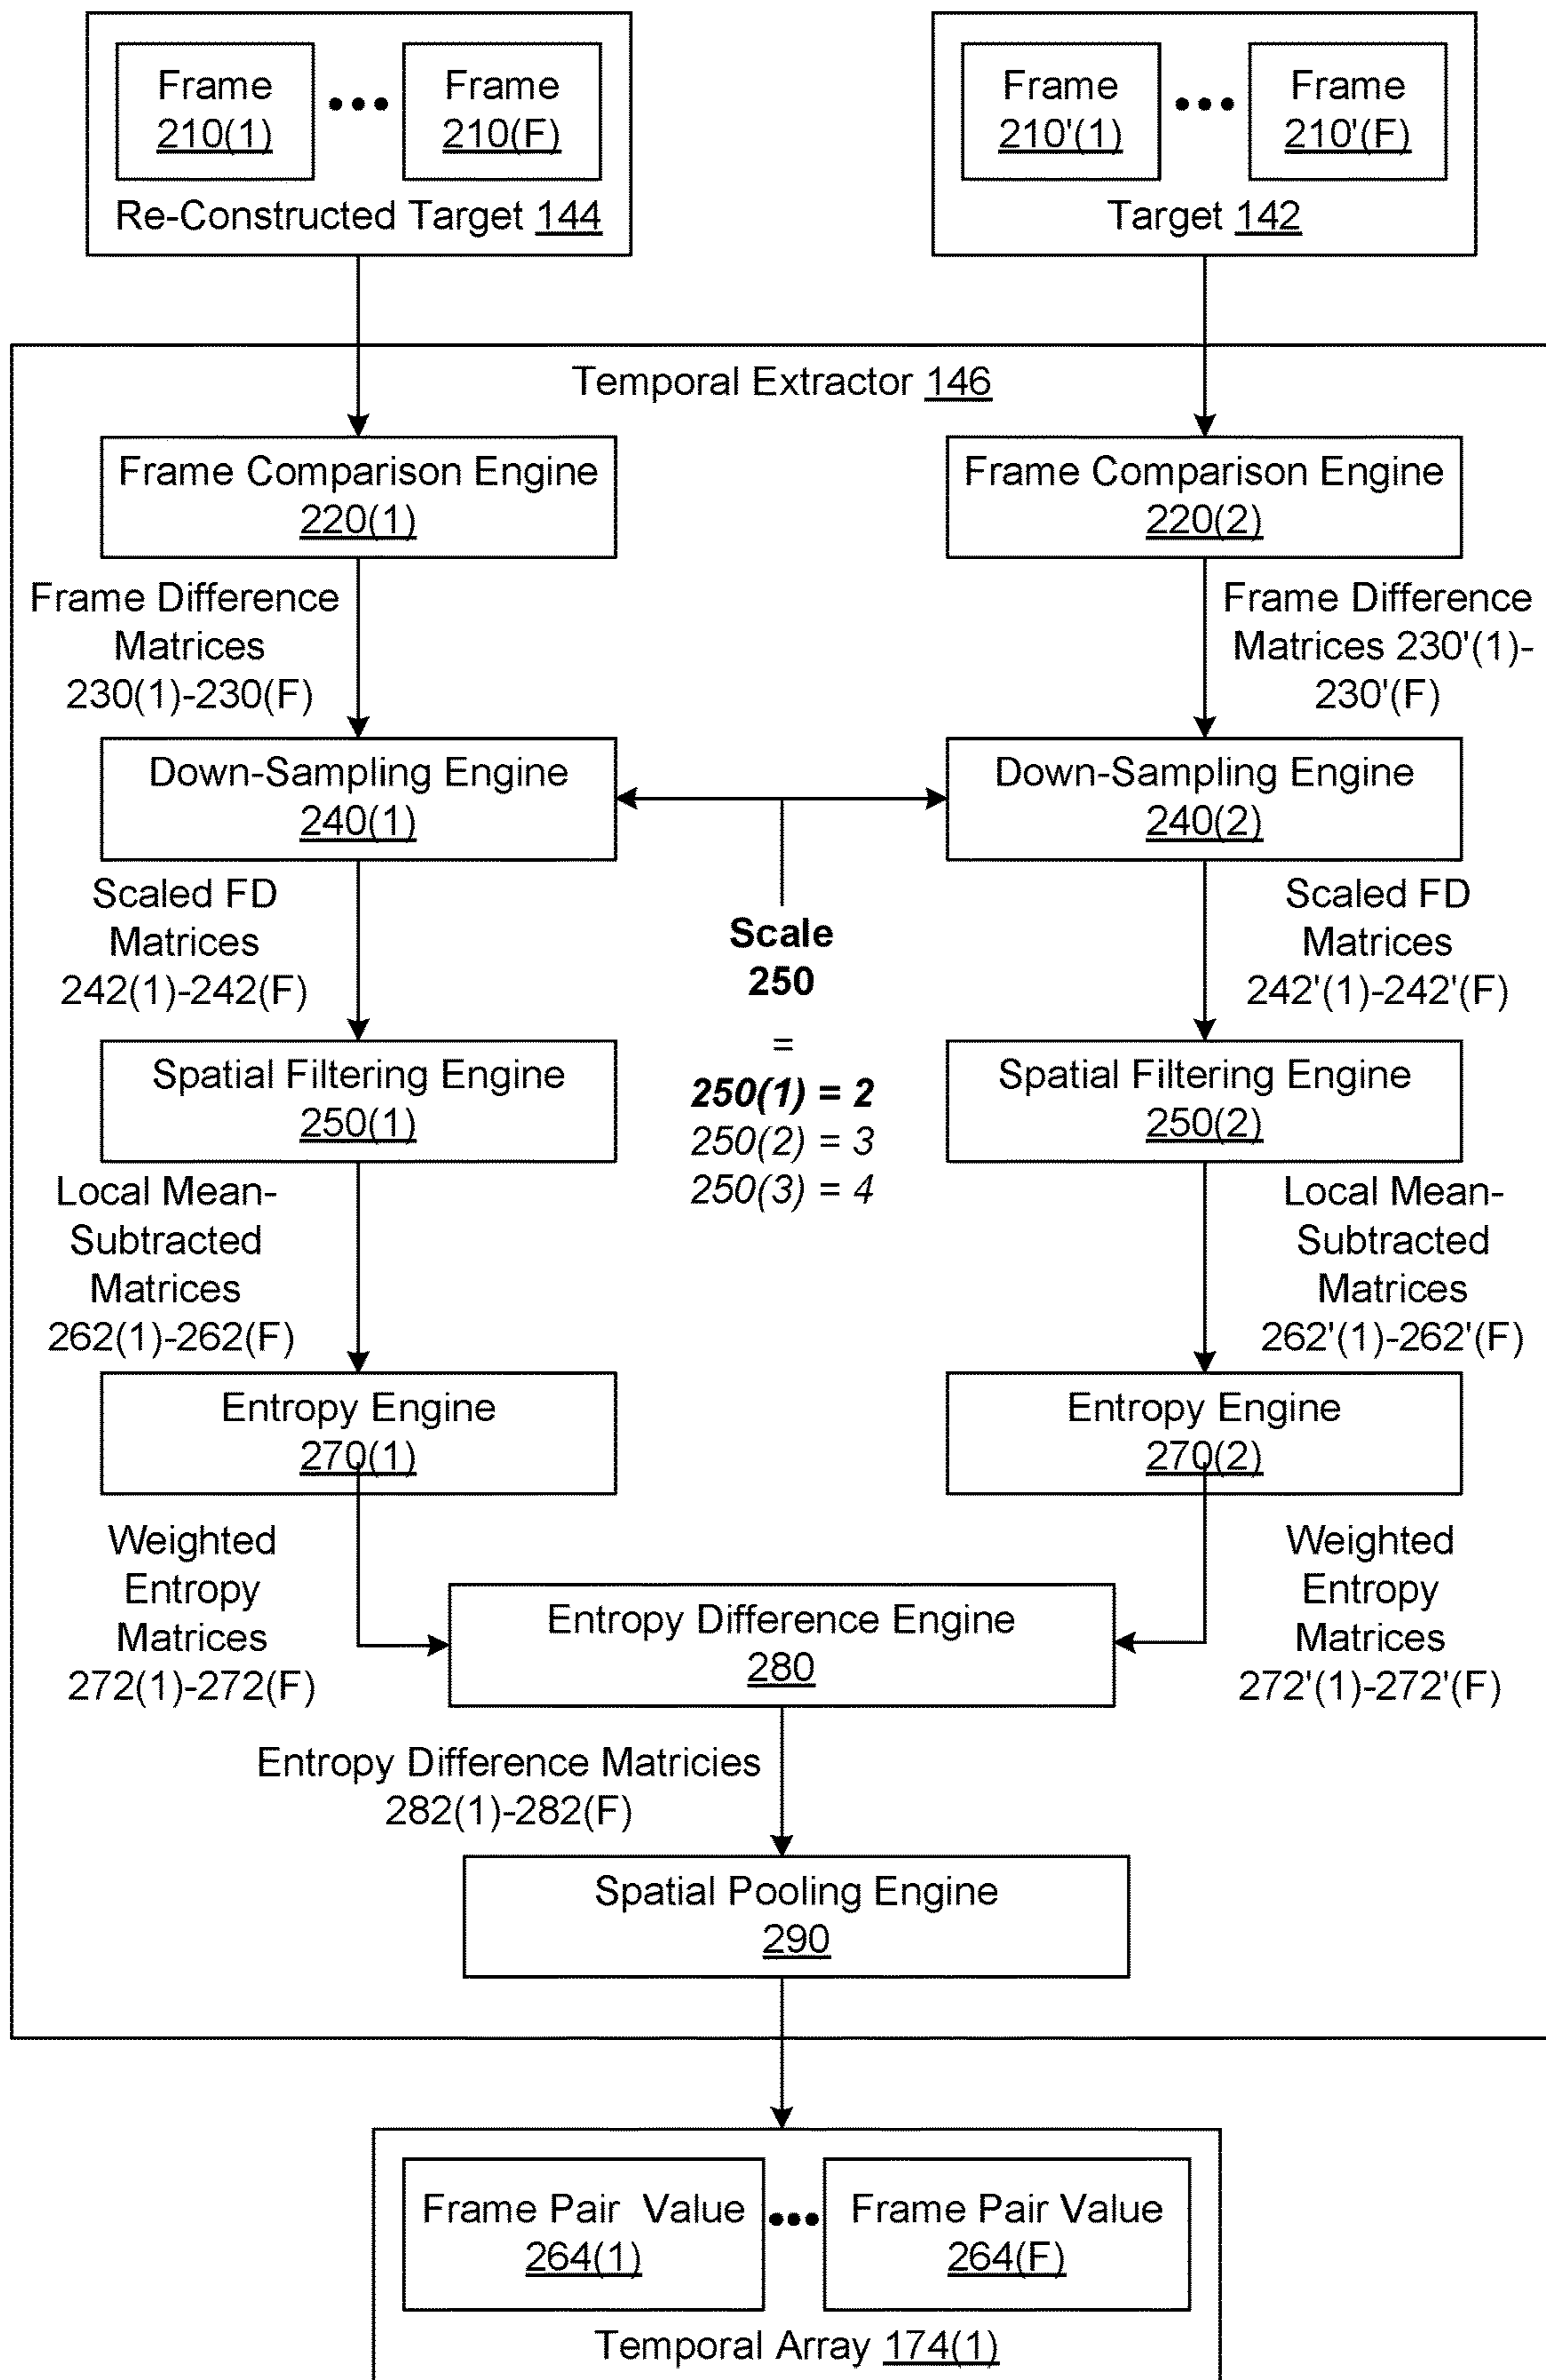 Frame
210(1)
Frame
210(F)
Re-Constructed Target 144
Frame
210'(1)
Frame
210'(F)
Target 142
Temporal Extractor 146
Frame Comparison Engine
220(1)
Frame Comparison Engine
220(2)
Frame Difference
Matrices
230(1)-230(F)
Frame Difference
Matrices 230'(1)-
230'(F)
Down-Sampling Engine
240(1)
Down-Sampling Engine
240(2)
Scaled FD
Matrices
242(1)-242(F)
Scale
250
=
250(1) = 2
250(2) = 3
250(3) = 4
Scaled FD
Matrices
242'(1)-242'(F)
Spatial Filtering Engine
250(1)
Spatial Filtering Engine
250(2)
Local Mean-
Subtracted
Matrices
262(1)-262(F)
Local Mean-
Subtracted
Matrices
262'(1)-262'(F)
Entropy Engine
270(1)
Entropy Engine
270(2)
Weighted
Entropy
Matrices
272(1)-272(F)
Weighted
Entropy
Matrices
272'(1)-272'(F)
Entropy Difference Engine
280
Entropy Difference Matricies
282(1)-282(F)
Spatial Pooling Engine
290
Frame Pair Value
264(1)
Frame Pair Value
264(F)
Temporal Array 174(1)